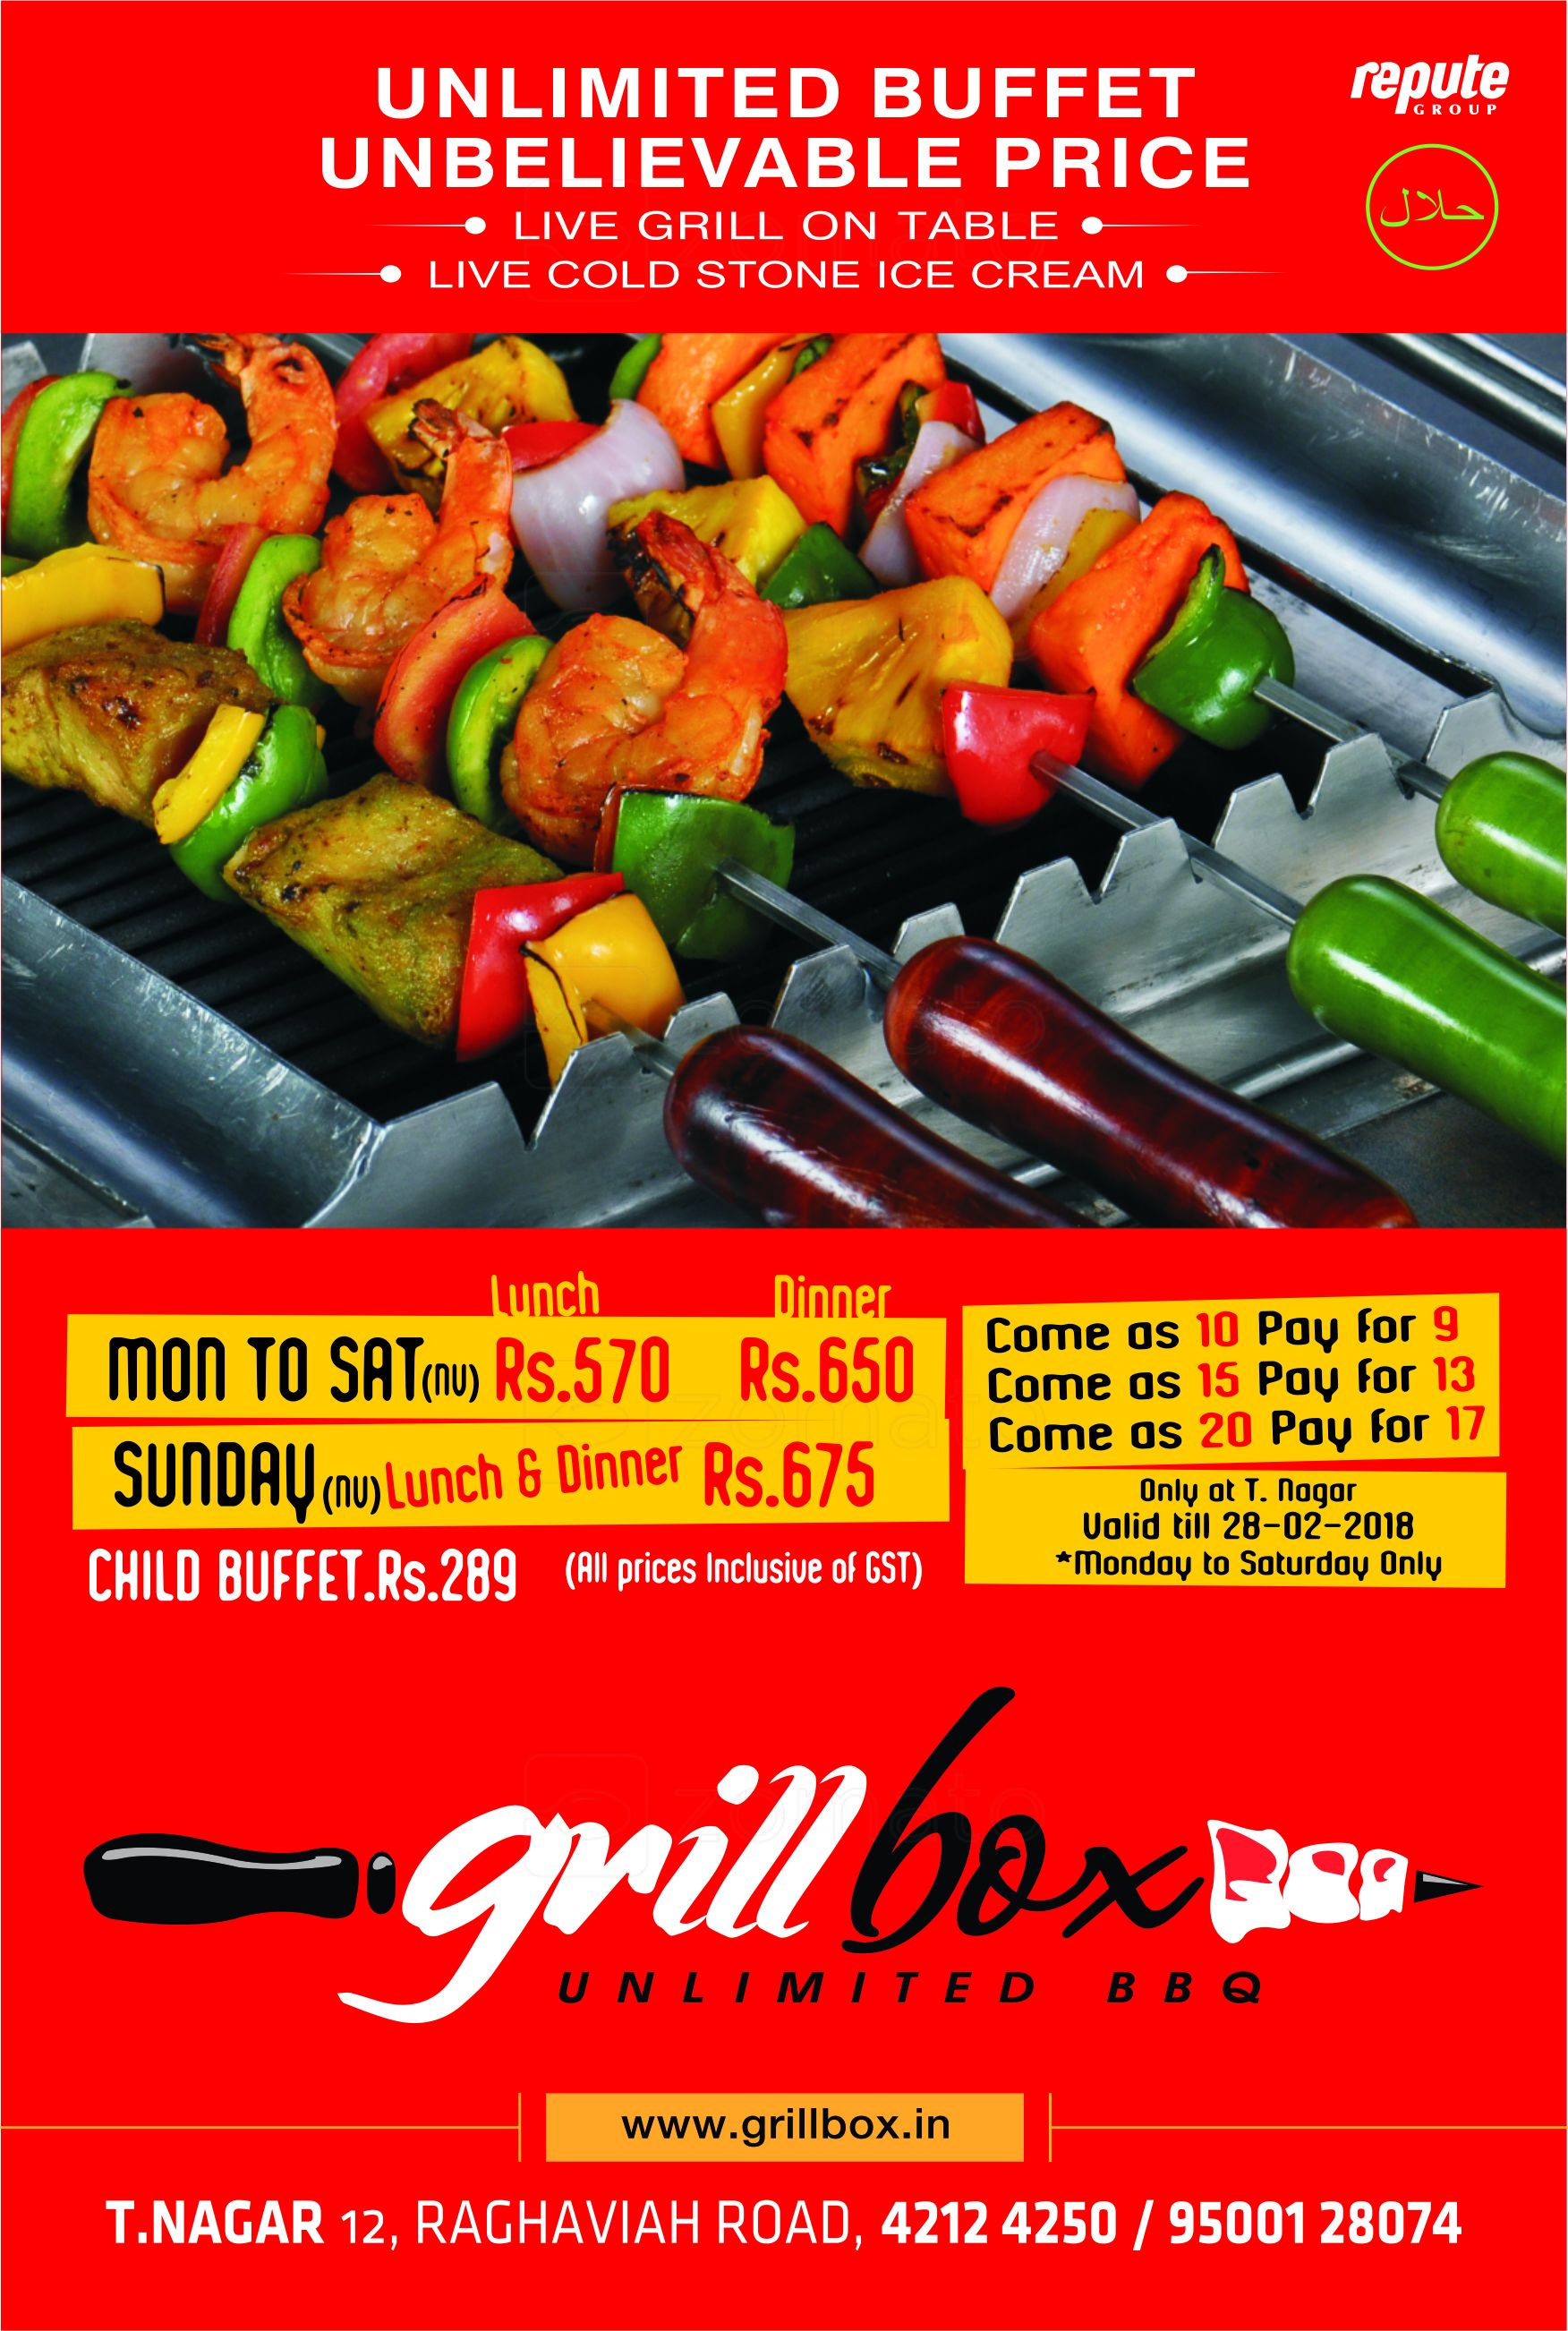 UNLIMITED BUFFET
UNBELIEVABLE PRICE
LIVE GRILL ON TABLE
LIVE COLD STONE ICE CREAM
repute
GROUP
حلال
Lunch Dinner
MON TO SAT(NV) Rs.570 Rs.650
SUNDAY(NV) Lunch & Dinner Rs.675
CHILD BUFFET.Rs.289 (All prices Inclusive of GST)
Come as 10 Pay for 9
Come as 15 Pay for 13
Come as 20 Pay for 17
Only at T. Nagar
Valid till 28-02-2018
*Monday to Saturday Only
zomato
grillbox
UNLIMITED BBQ
www.grillbox.in
T.NAGAR 12, RAGHAVIAH ROAD, 4212 4250 / 95001 28074